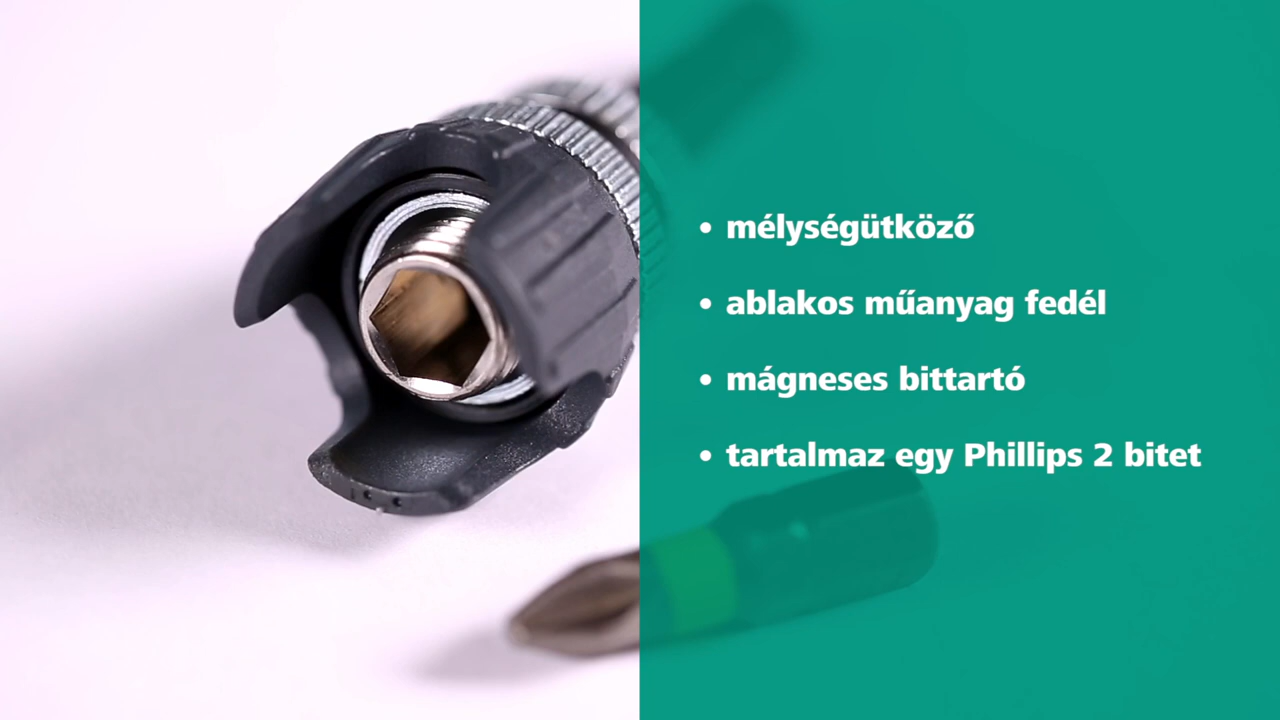 • mélységütköző
• ablakos műanyag fedél
• mágneses bittartó
• tartalmaz egy Phillips 2 bitet